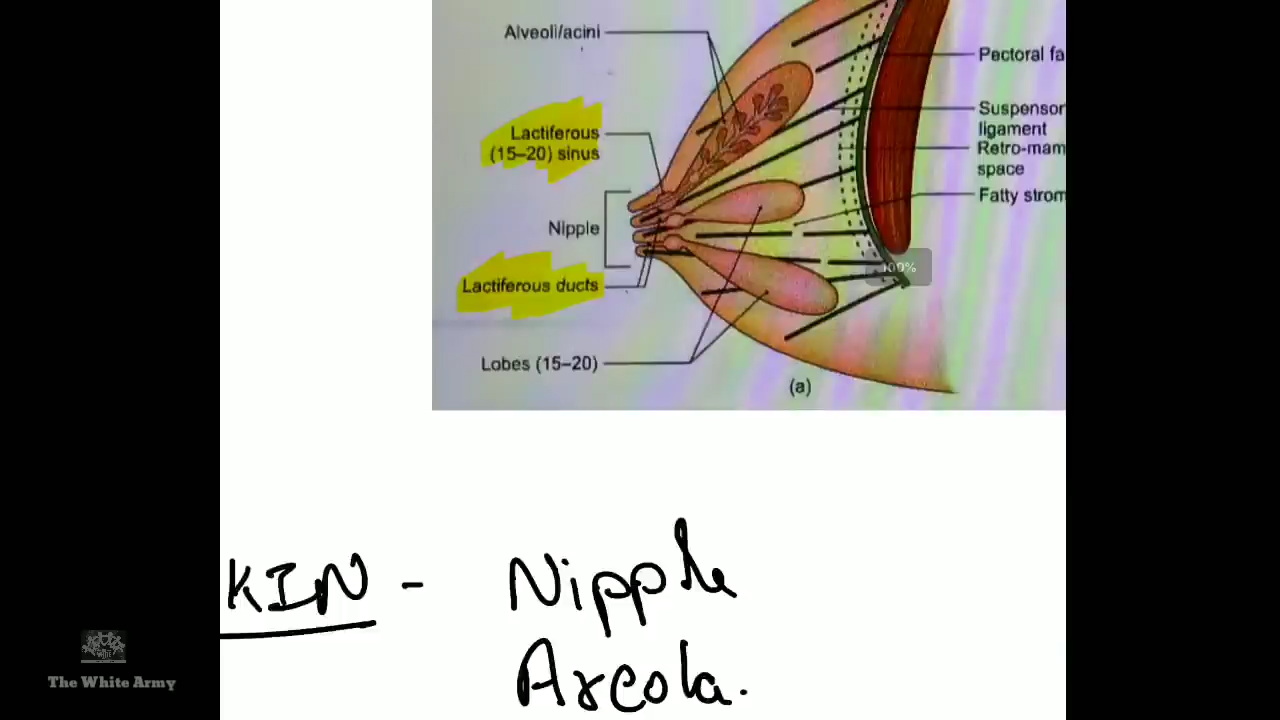 Alveoli/acini
Pectoral fa
Suspensor
ligament
Lactiferous
(15–20) sinus
Retro-mam
space
Fatty strom
Nipple
100%
Lactiferous ducts
Lobes (15–20)
(a)
KIN - Nipple
Areola.
The White Army